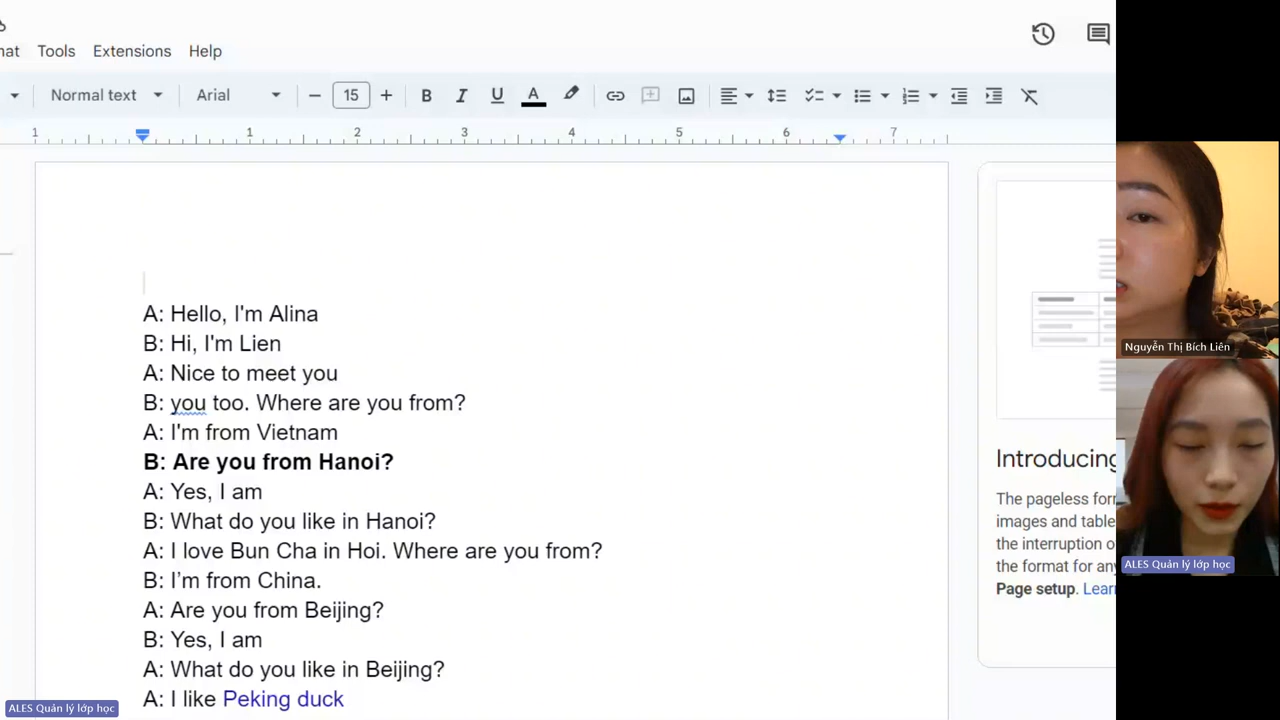 mat Tools Extensions Help
Normal text Arial 15
1 1 2 3 4 5 6 7
A: Hello, I'm Alina
B: Hi, I'm Lien
A: Nice to meet you
B: you too. Where are you from?
A: I'm from Vietnam
B: Are you from Hanoi?
A: Yes, I am
B: What do you like in Hanoi?
A: I love Bun Cha in Hoi. Where are you from?
B: I’m from China.
A: Are you from Beijing?
B: Yes, I am
A: What do you like in Beijing?
A: I like Peking duck
ALES Quản lý lớp học
Introducing
The pageless for
images and table
the interruption o
the format for any
Page setup. Lear
Nguyễn Thị Bích Liên
ALES Quản lý lớp học